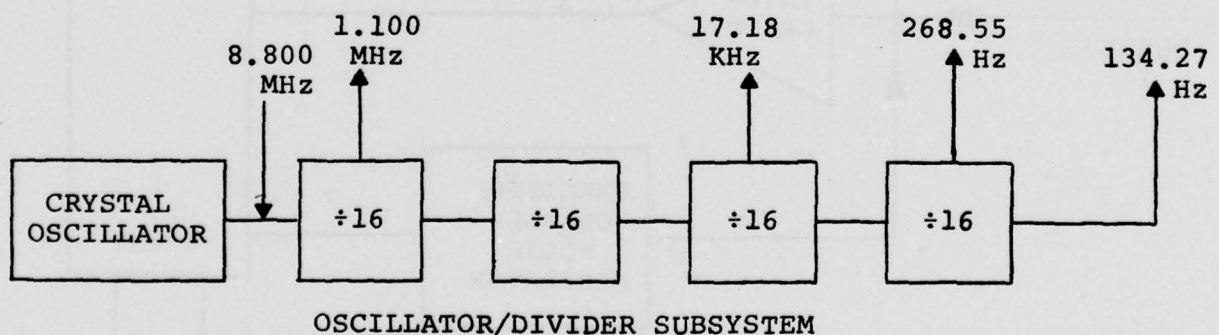 8.800
MHz
1.100
MHz
17.18
KHz
268.55
Hz
134.27
Hz
CRYSTAL
OSCILLATOR
÷16
÷16
÷16
÷16
OSCILLATOR/DIVIDER SUBSYSTEM